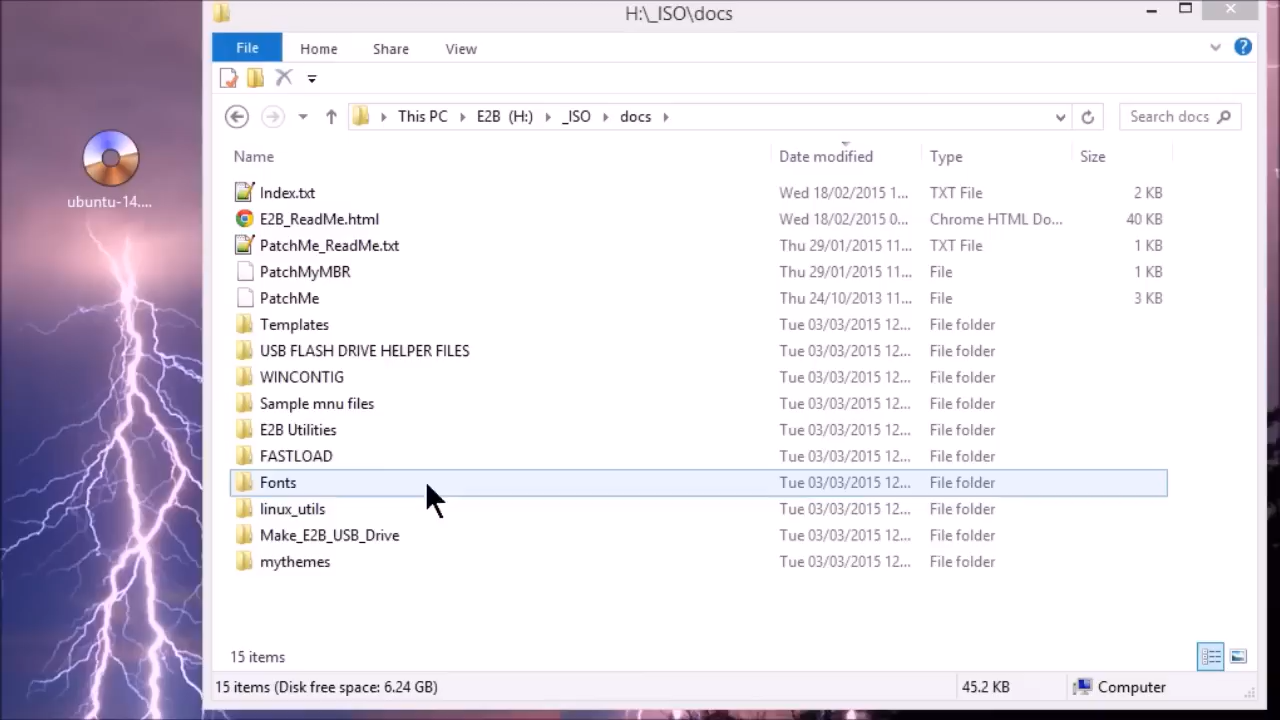 H:\_ISO\docs
File Home Share View
This PC E2B (H:) _ISO docs Search docs
Name Date modified Type Size
ubuntu-14....
Index.txt Wed 18/02/2015 1... TXT File 2 KB
E2B_ReadMe.html Wed 18/02/2015 0... Chrome HTML Do... 40 KB
PatchMe_ReadMe.txt Thu 29/01/2015 11... TXT File 1 KB
PatchMyMBR Thu 29/01/2015 11... File 1 KB
PatchMe Thu 24/10/2013 11... File 3 KB
Templates Tue 03/03/2015 12... File folder
USB FLASH DRIVE HELPER FILES Tue 03/03/2015 12... File folder
WINCONTIG Tue 03/03/2015 12... File folder
Sample mnu files Tue 03/03/2015 12... File folder
E2B Utilities Tue 03/03/2015 12... File folder
FASTLOAD Tue 03/03/2015 12... File folder
Fonts Tue 03/03/2015 12... File folder
linux_utils Tue 03/03/2015 12... File folder
Make_E2B_USB_Drive Tue 03/03/2015 12... File folder
mythemes Tue 03/03/2015 12... File folder
15 items
15 items (Disk free space: 6.24 GB) 45.2 KB Computer